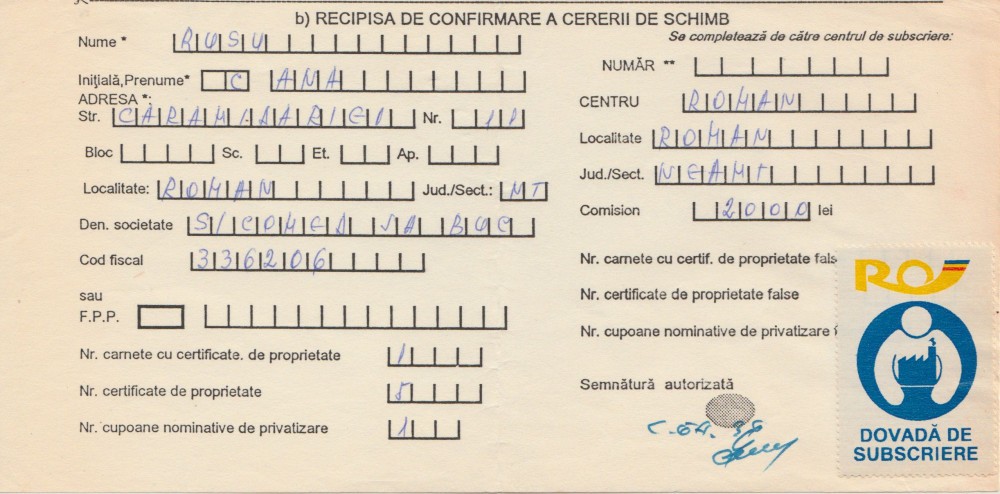 b) RECIPISA DE CONFIRMARE A CERERII DE SCHIMB
Nume * RUSU
Iniţială,Prenume* C ANA
ADRESA *:
Str. CARAMIDARIEI Nr. 11
Bloc Sc. Et. Ap.
Localitate: ROMAN Jud./Sect.: NT
Den. societate SICOMED SA BUC
Cod fiscal 336206
sau
F.P.P.
Nr. carnete cu certificate. de proprietate 1
Nr. certificate de proprietate 5
Nr. cupoane nominative de privatizare 1
Se completează de către centrul de subscriere:
NUMĂR **
CENTRU ROMAN
Localitate ROMAN
Jud./Sect. NEAMT
Comision 2000 lei
Nr. carnete cu certif. de proprietate fals
Nr. certificate de proprietate false
Nr. cupoane nominative de privatizare
Semnătură autorizată
DOVADĂ DE
SUBSCRIERE